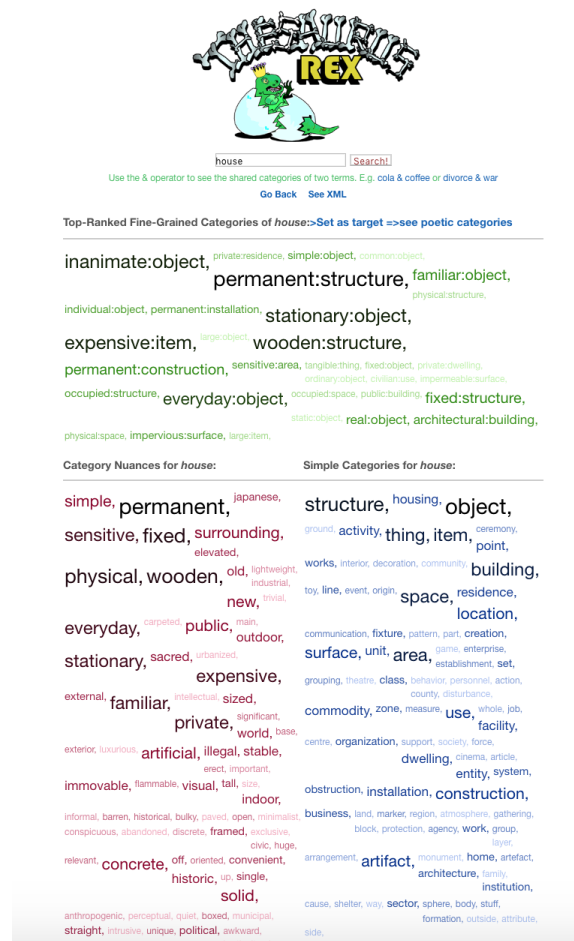 THESAURUS
REX
house Search!
Use the & operator to see the shared categories of two terms. E.g. cola & coffee or divorce & war
Go Back See XML
Top-Ranked Fine-Grained Categories of house:>Set as target =>see poetic categories
inanimate:object, private:residence, simple:object, common:object,
permanent:structure, familiar:object,
physical:structure,
individual:object, permanent:installation, stationary:object,
expensive:item, large:object, wooden:structure,
permanent:construction, sensitive:area, tangible:thing, fixed:object, private:dwelling,
ordinary:object, civilian:use, impermeable:surface,
occupied:structure, everyday:object, occupied:space, public:building, fixed:structure,
static:object, real:object, architectural:building,
physical:space, impervious:surface, large:item,
Category Nuances for house:
simple, permanent, japanese,
sensitive, fixed, surrounding,
elevated,
physical, wooden, old, lightweight,
industrial,
new, trivial,
everyday, carpeted, public, main,
outdoor,
stationary, sacred, urbanized,
expensive,
external, familiar, intellectual, sized,
private, significant,
world, base,
exterior, luxurious, artificial, illegal, stable,
erect, important,
immovable, flammable, visual, tall, size,
indoor,
informal, barren, historical, bulky, paved, open, minimalist,
conspicuous, abandoned, discrete, framed, exclusive,
civic, huge,
relevant, concrete, off, oriented, convenient,
historic, up, single,
solid,
anthropogenic, perceptual, quiet, boxed, municipal,
straight, intrusive, unique, political, awkward,
Simple Categories for house:
structure, housing, object,
ground, activity, thing, item, ceremony,
point,
works, interior, decoration, community, building,
toy, line, event, origin, space, residence,
location,
communication, fixture, pattern, part, creation,
surface, unit, area, game, enterprise,
establishment, set,
grouping, theatre, class, behavior, personnel, action,
county, disturbance,
commodity, zone, measure, use, whole, job,
facility,
centre, organization, support, society, force,
dwelling, cinema, article,
entity, system,
obstruction, installation, construction,
business, land, marker, region, atmosphere, gathering,
block, protection, agency, work, group,
layer,
arrangement, artifact, monument, home, artefact,
architecture, family,
institution,
cause, shelter, way, sector, sphere, body, stuff,
formation, outside, attribute,
side,